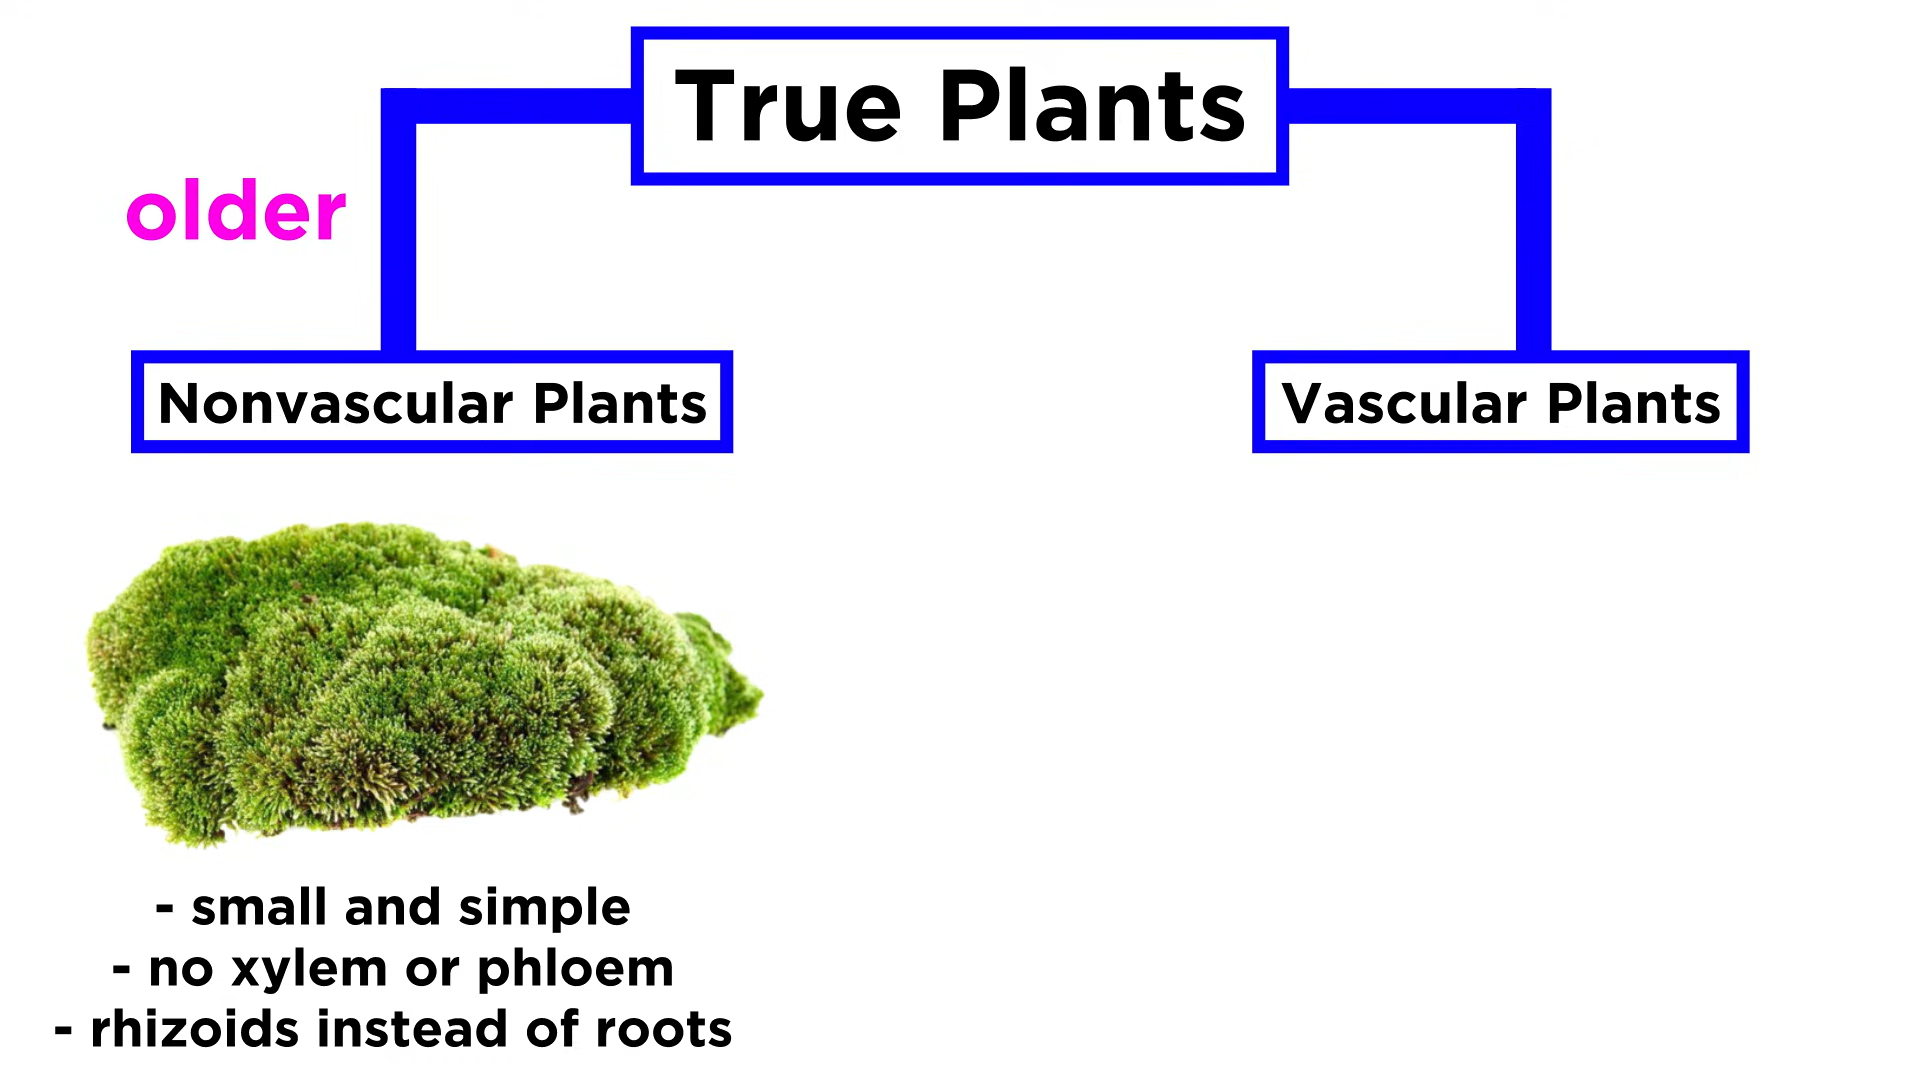 True Plants
older
Nonvascular Plants
Vascular Plants
- small and simple
- no xylem or phloem
- rhizoids instead of roots